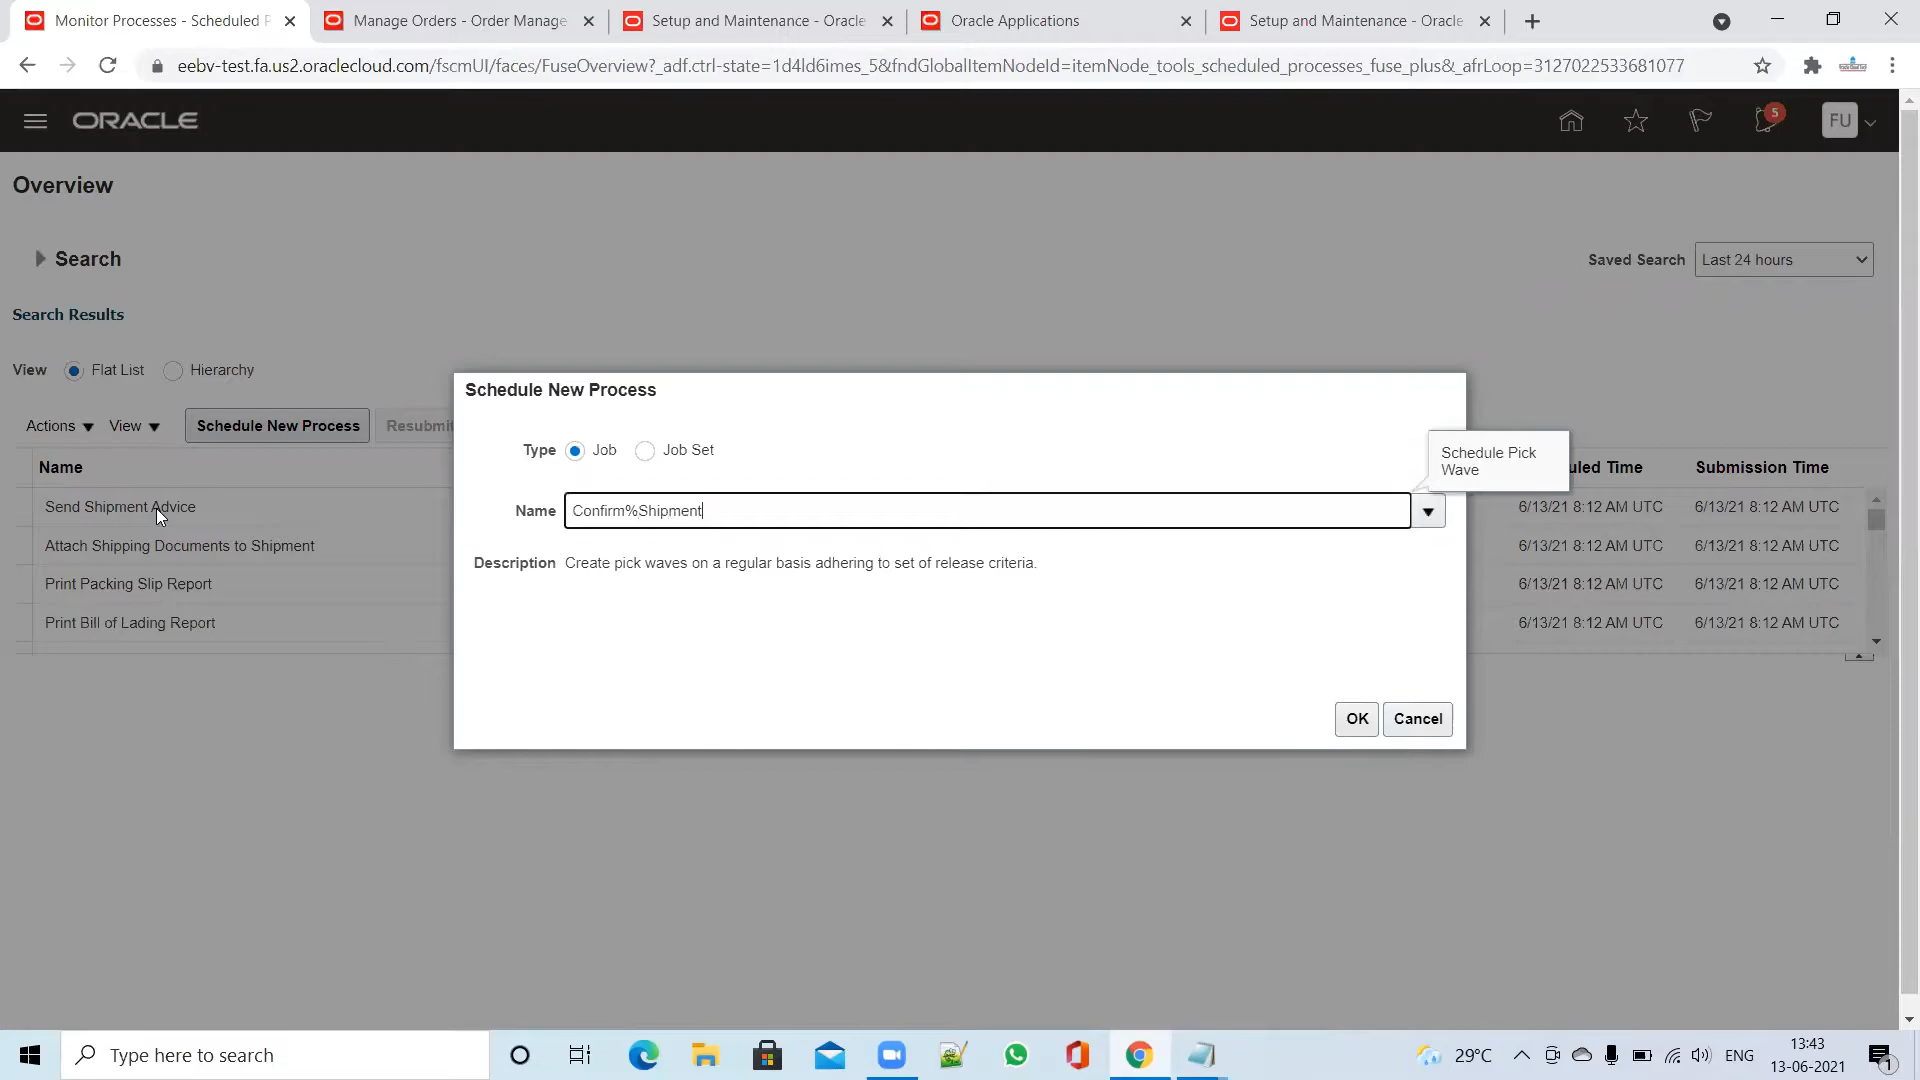 Monitor Processes - Scheduled P
Manage Orders - Order Manage
Setup and Maintenance - Oracle
Oracle Applications
Setup and Maintenance - Oracle
eebv-test.fa.us2.oraclecloud.com/fscmUI/faces/FuseOverview?_adf.ctrl-state=1d4ld6imes_5&fndGlobalItemNodeId=itemNode_tools_scheduled_processes_fuse_plus&_afrLoop=3127022533681077
ORACLE
5
FU
Overview
Search
Saved Search
Last 24 hours
Search Results
View
Flat List
Hierarchy
Actions
View
Schedule New Process
Resubmit
Name
uled Time
Submission Time
Send Shipment Advice
6/13/21 8:12 AM UTC
6/13/21 8:12 AM UTC
Attach Shipping Documents to Shipment
6/13/21 8:12 AM UTC
6/13/21 8:12 AM UTC
Print Packing Slip Report
6/13/21 8:12 AM UTC
6/13/21 8:12 AM UTC
Print Bill of Lading Report
6/13/21 8:12 AM UTC
6/13/21 8:12 AM UTC
Schedule New Process
Type
Job
Job Set
Schedule Pick
Wave
Name
Confirm%Shipment
Description
Create pick waves on a regular basis adhering to set of release criteria.
OK
Cancel
Type here to search
29°C
ENG
13:43
13-06-2021
1